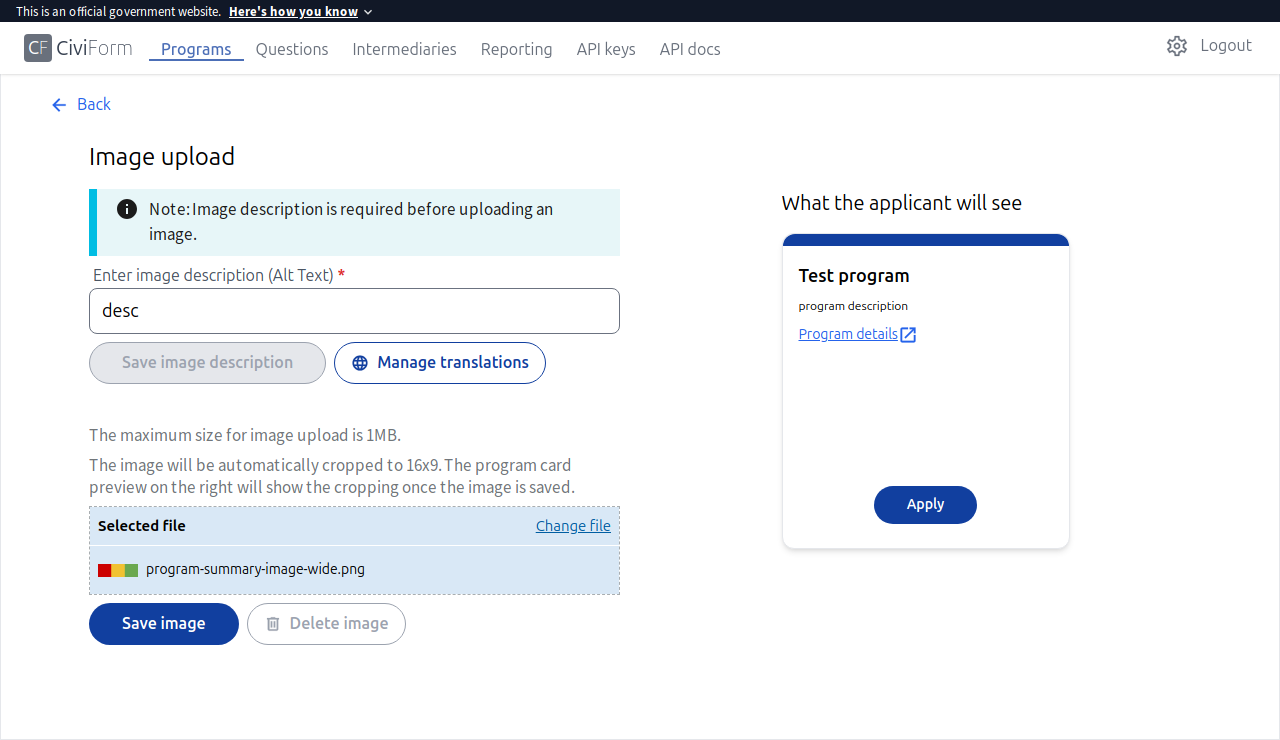 This is an official government website. Here's how you know
CF CiviForm Programs Questions Intermediaries Reporting API keys API docs Logout
Back
Image upload
Note: Image description is required before uploading an
image.
Enter image description (Alt Text) *
desc
Save image description Manage translations
The maximum size for image upload is 1MB.
The image will be automatically cropped to 16x9. The program card
preview on the right will show the cropping once the image is saved.
Selected file Change file
program-summary-image-wide.png
Save image Delete image
What the applicant will see
Test program
program description
Program details
Apply